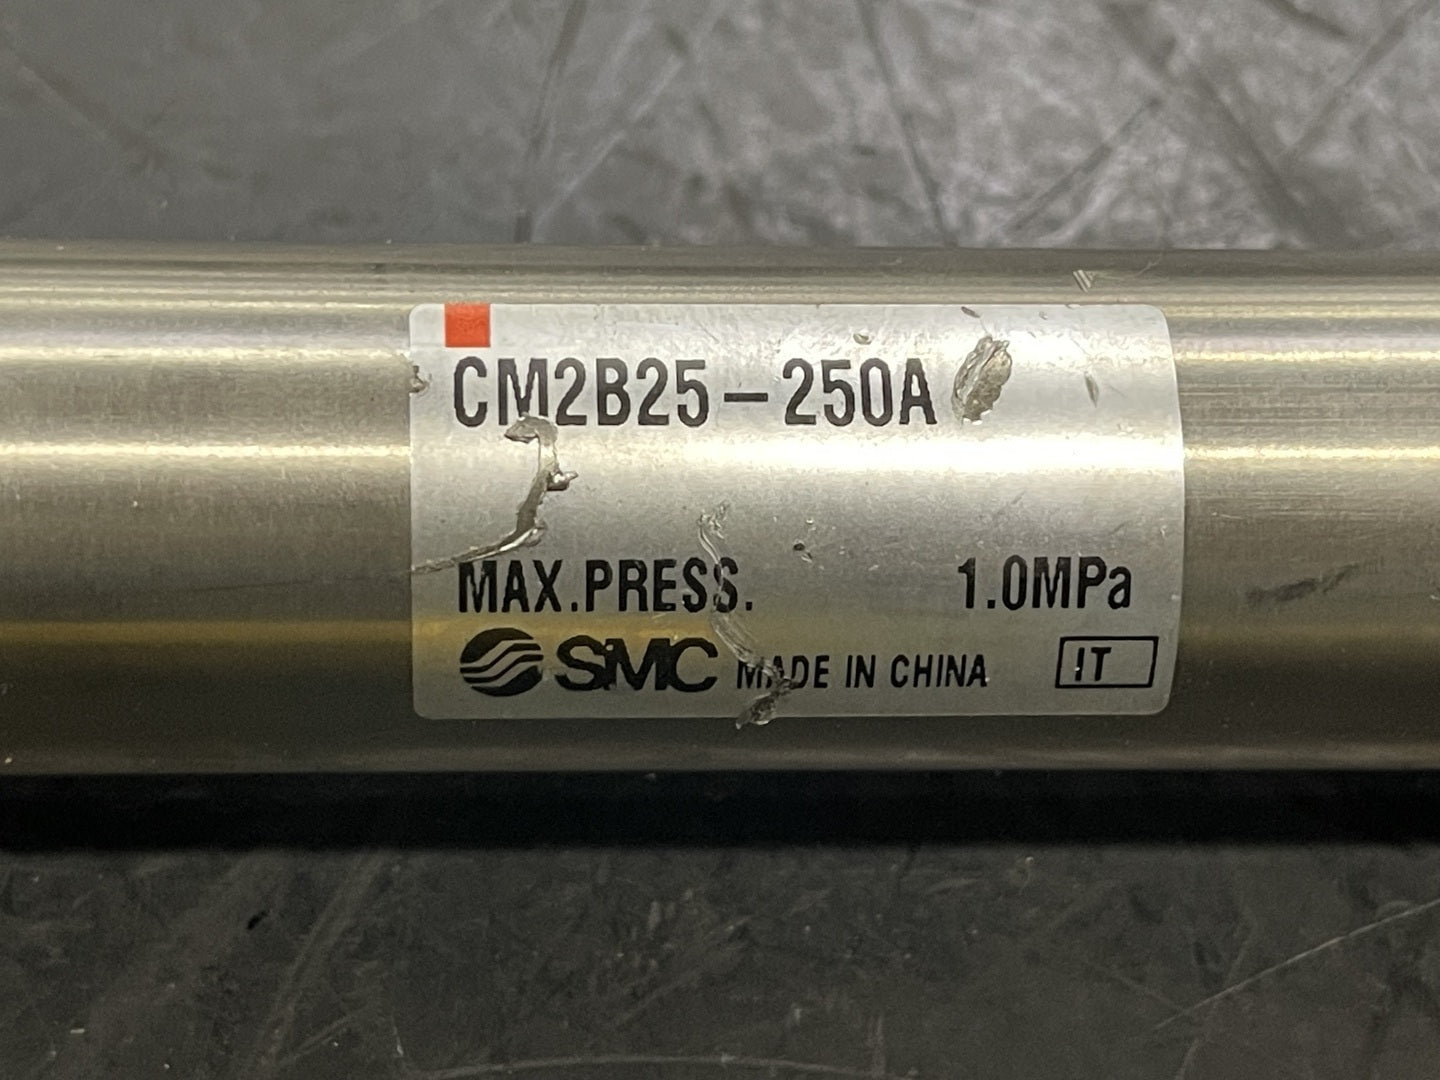 CM2B25-250A
MAX.PRESS. 1.0MPa
SMC MADE IN CHINA IT